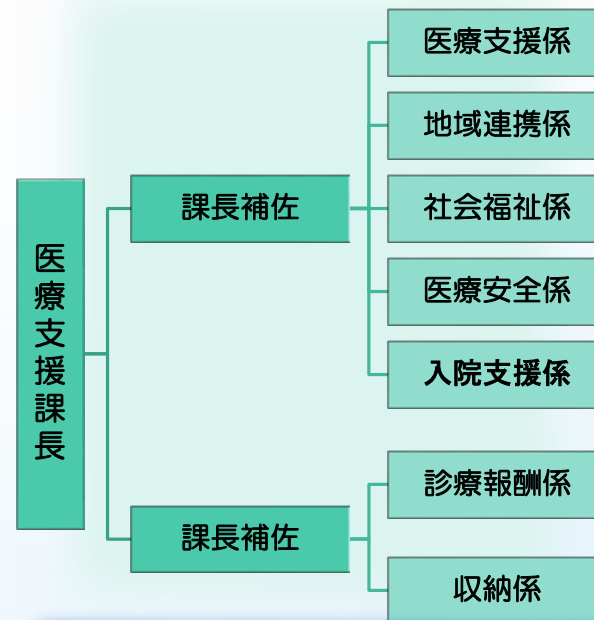 医療支援課長
課長補佐
医療支援係
地域連携係
社会福祉係
医療安全係
入院支援係
課長補佐
診療報酬係
収納係